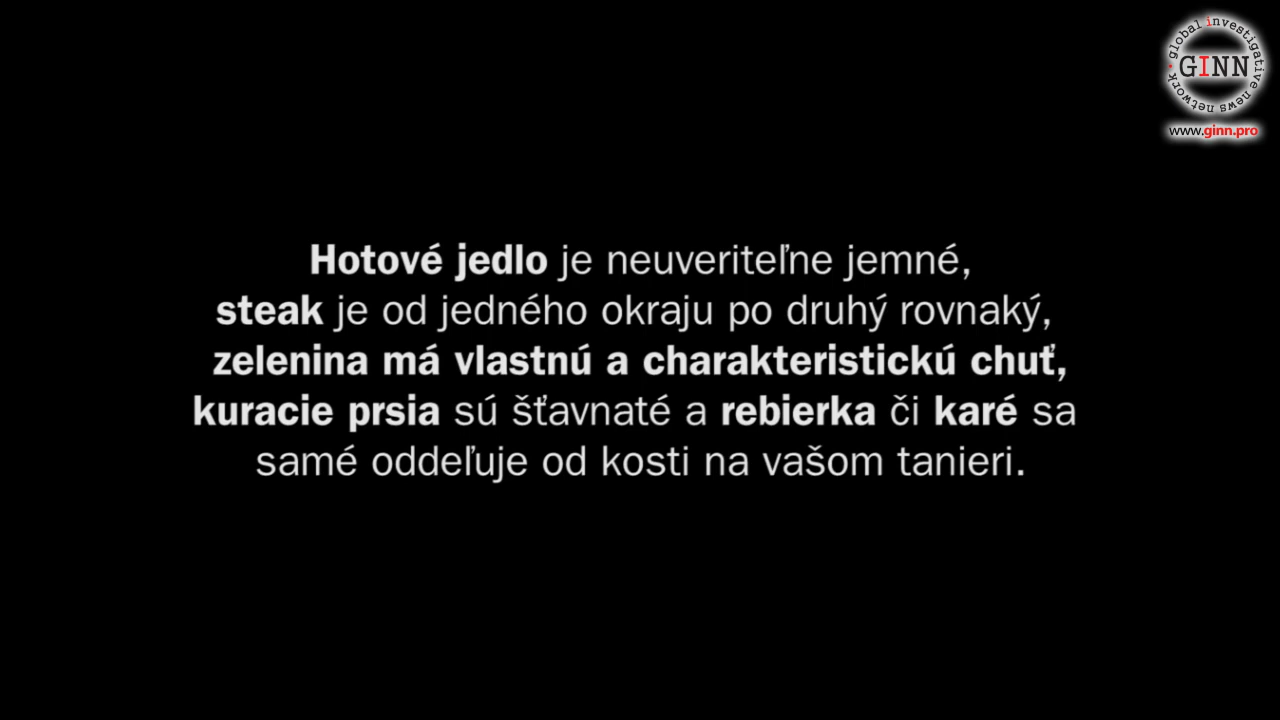 global investigative news network
GINN
www.ginn.pro
Hotové jedlo je neuveriteľne jemné,
steak je od jedného okraju po druhý rovnaký,
zelenina má vlastnú a charakteristickú chuť,
kuracie prsia sú šťavnaté a rebierka či karé sa
samé oddeľuje od kosti na vašom tanieri.